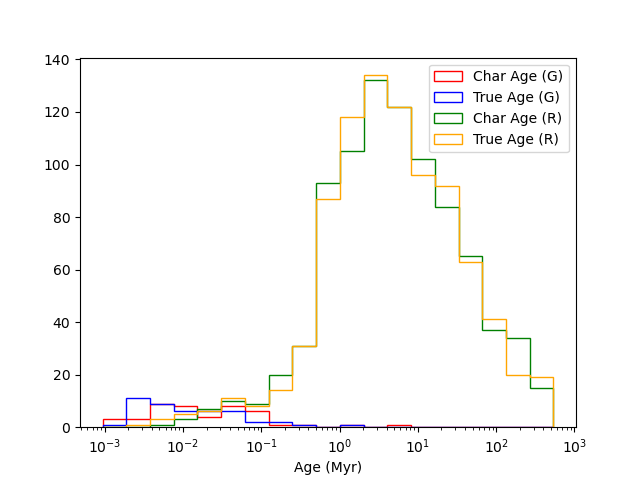 140
120
100
80
60
40
20
0
Char Age (G)
True Age (G)
Char Age (R)
True Age (R)
10⁻³ 10⁻² 10⁻¹ 10⁰ 10¹ 10² 10³
Age (Myr)